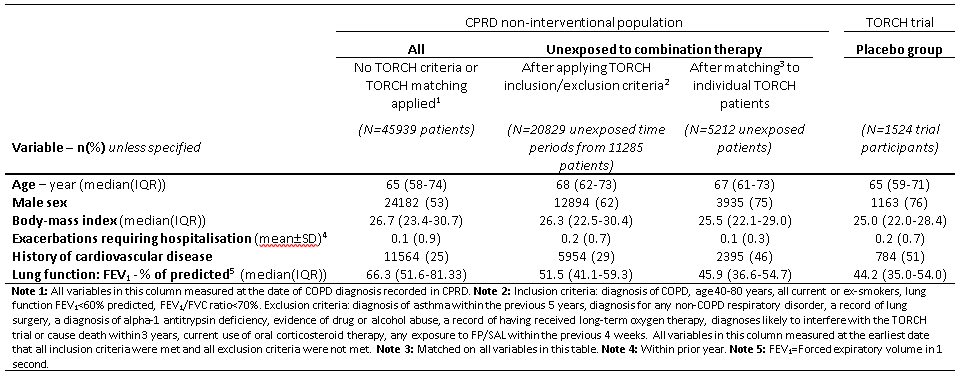 CPRD non-interventional population TORCH trial
All Unexposed to combination therapy Placebo group
No TORCH criteria or After applying TORCH After matching³ to
TORCH matching inclusion/exclusion criteria² individual TORCH
applied¹ patients
(N=45939 patients) (N=20829 unexposed time (N=5212 unexposed (N=1524 trial
Variable – n(%) unless specified periods from 11285 patients) participants)
patients)
Age – year (median(IQR)) 65 (58-74) 68 (62-73) 67 (61-73) 65 (59-71)
Male sex 24182 (53) 12894 (62) 3935 (75) 1163 (76)
Body-mass index (median(IQR)) 26.7 (23.4-30.7) 26.3 (22.5-30.4) 25.5 (22.1-29.0) 25.0 (22.0-28.4)
Exacerbations requiring hospitalisation (mean±SD)⁴ 0.1 (0.9) 0.2 (0.7) 0.1 (0.3) 0.2 (0.7)
History of cardiovascular disease 11564 (25) 5954 (29) 2395 (46) 784 (51)
Lung function: FEV₁ - % of predicted⁵ (median(IQR)) 66.3 (51.6-81.33) 51.5 (41.1-59.3) 45.9 (36.6-54.7) 44.2 (35.0-54.0)
Note 1: All variables in this column measured at the date of COPD diagnosis recorded in CPRD. Note 2: Inclusion criteria: diagnosis of COPD, age 40-80 years, all current or ex-smokers, lung
function FEV₁<60% predicted, FEV₁/FVC ratio<70%. Exclusion criteria: diagnosis of asthma within the previous 5 years, diagnosis for any non-COPD respiratory disorder, a record of lung
surgery, a diagnosis of alpha-1 antitrypsin deficiency, evidence of drug or alcohol abuse, a record of having received long-term oxygen therapy, diagnoses likely to interfere with the TORCH
trial or cause death within 3 years, current use of oral corticosteroid therapy, any exposure to FP/SAL within the previous 4 weeks. All variables in this column measured at the earliest date
that all inclusion criteria were met and all exclusion criteria were not met. Note 3: Matched on all variables in this table. Note 4: Within prior year. Note 5: FEV₁=Forced expiratory volume in 1
second.